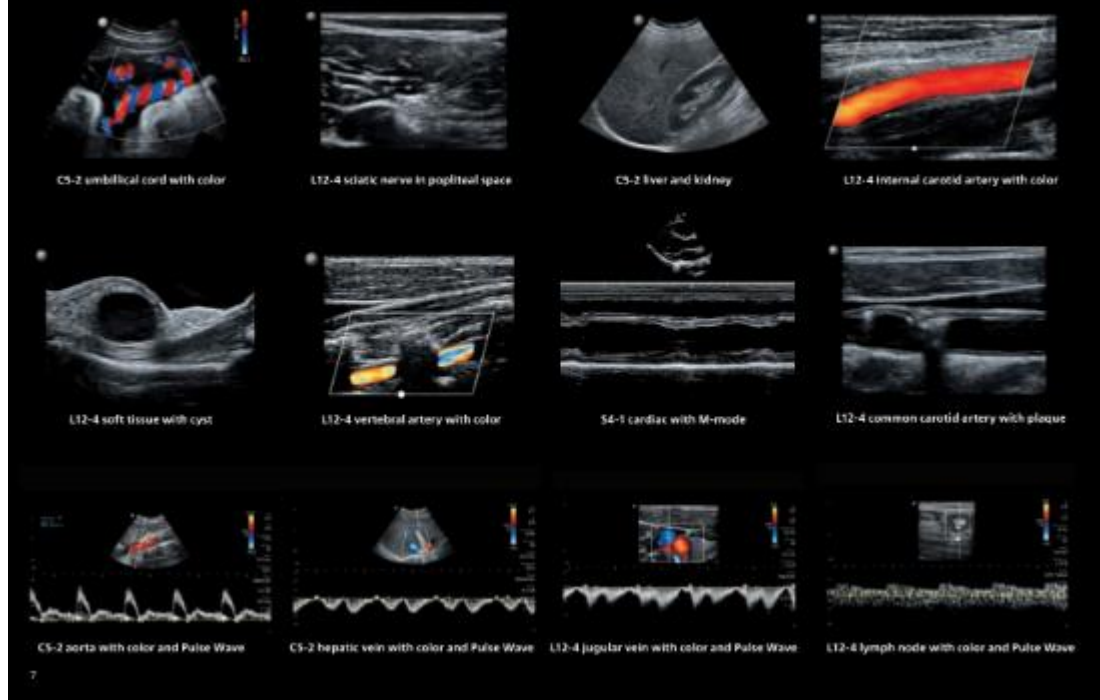 C5-2 umbilical cord with color
L12-4 sciatic nerve in popliteal space
C5-2 liver and kidney
L12-4 internal carotid artery with color
L12-4 soft tissue with cyst
L12-4 vertebral artery with color
S4-1 cardiac with M-mode
L12-4 common carotid artery with plaque
C5-2 aorta with color and Pulse Wave
C5-2 hepatic vein with color and Pulse Wave
L12-4 jugular vein with color and Pulse Wave
L12-4 lymph node with color and Pulse Wave
7